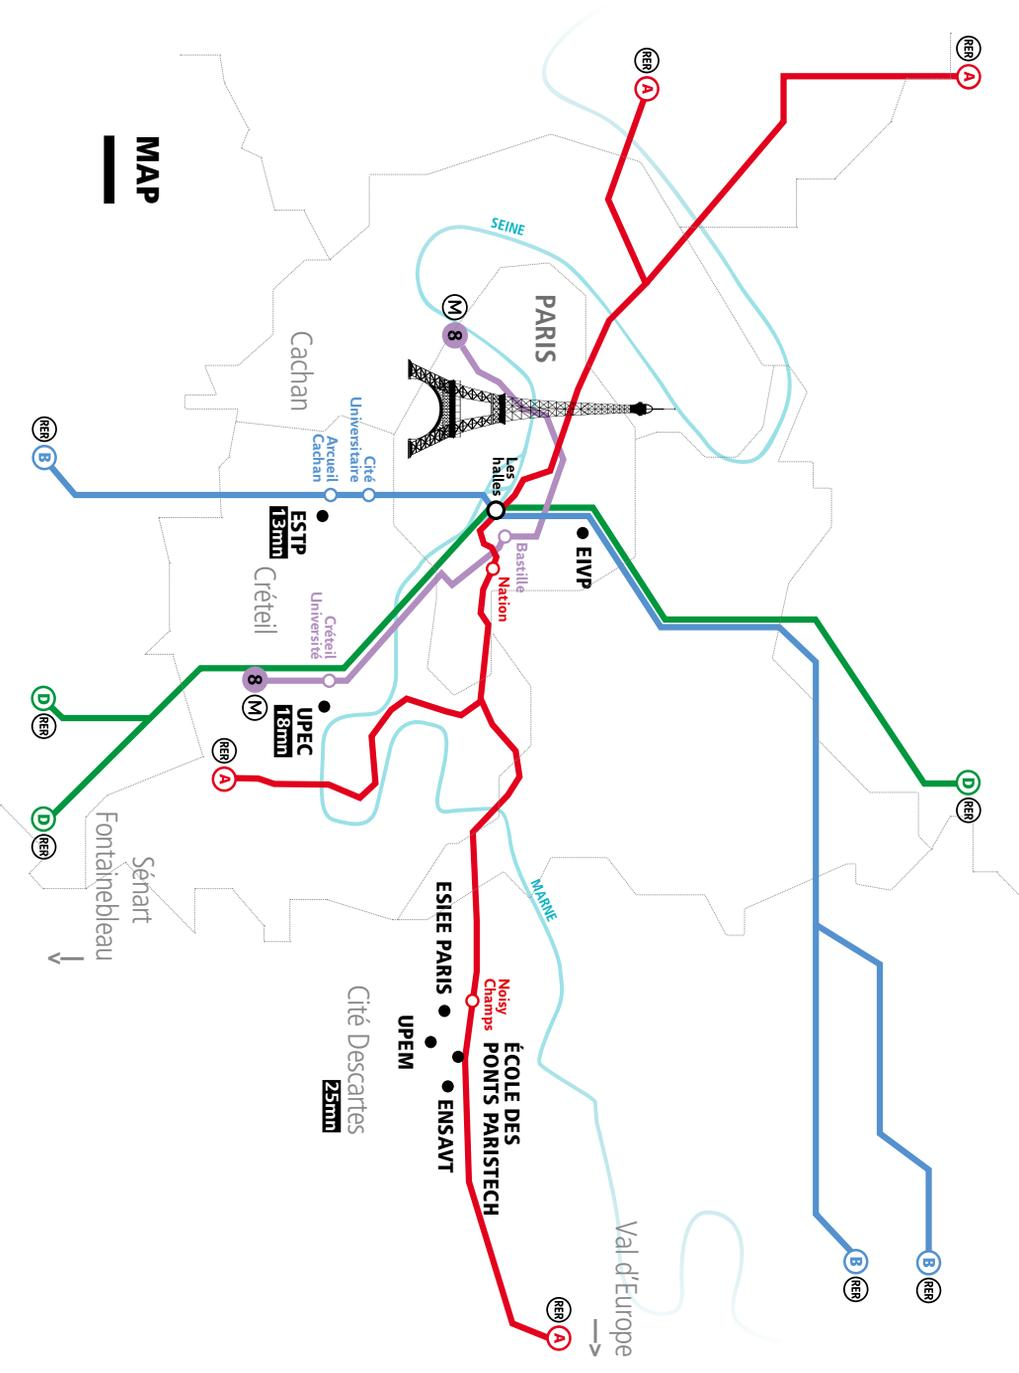 MAP
RER
A
RER
A
SEINE
PARIS
M
8
Cachan
RER
B
Cité
Universitaire
Arcueil
Cachan
Les
halles
ESTP
13mn
EIVP
Bastille
Nation
Créteil
Créteil
Université
8
M
UPEC
18mn
D
RER
D
RER
RER
A
D
RER
Sénart
Fontainebleau
MARNE
ESIEE PARIS
Noisy
Champs
UPEM
ÉCOLE DES
PONTS PARISTECH
ENSAVT
Cité Descartes
25mn
Val d'Europe
B
RER
B
RER
RER
A